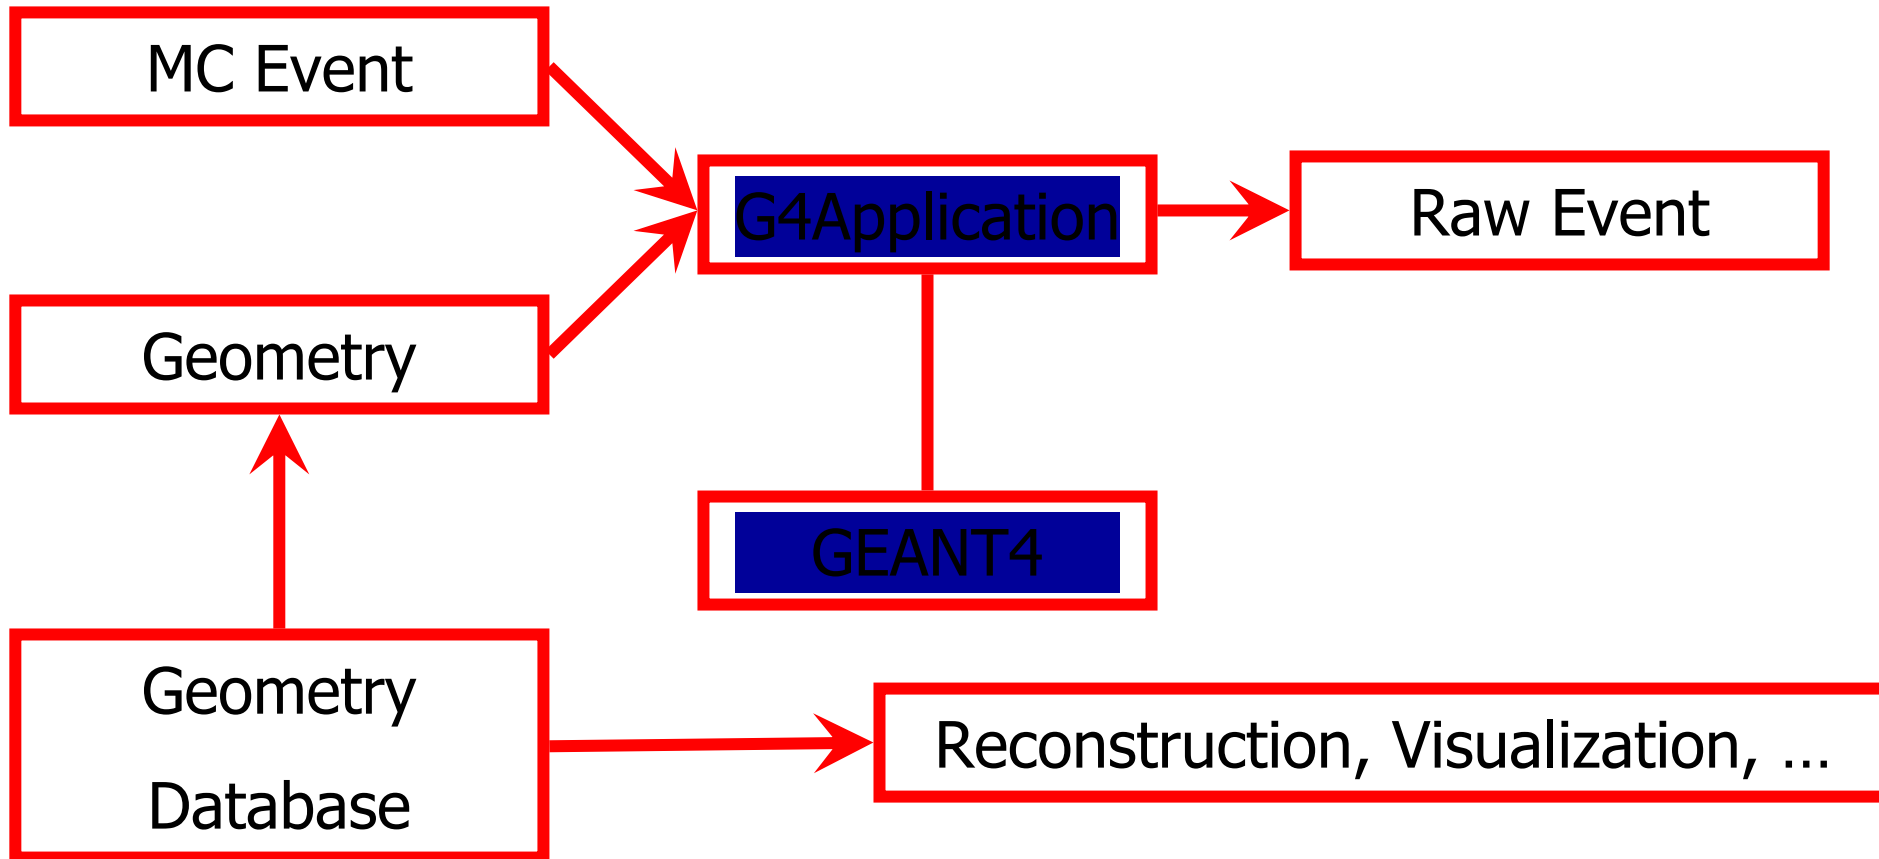 MC Event
G4Application
Raw Event
Geometry
GEANT4
Geometry
Database
Reconstruction, Visualization, ...